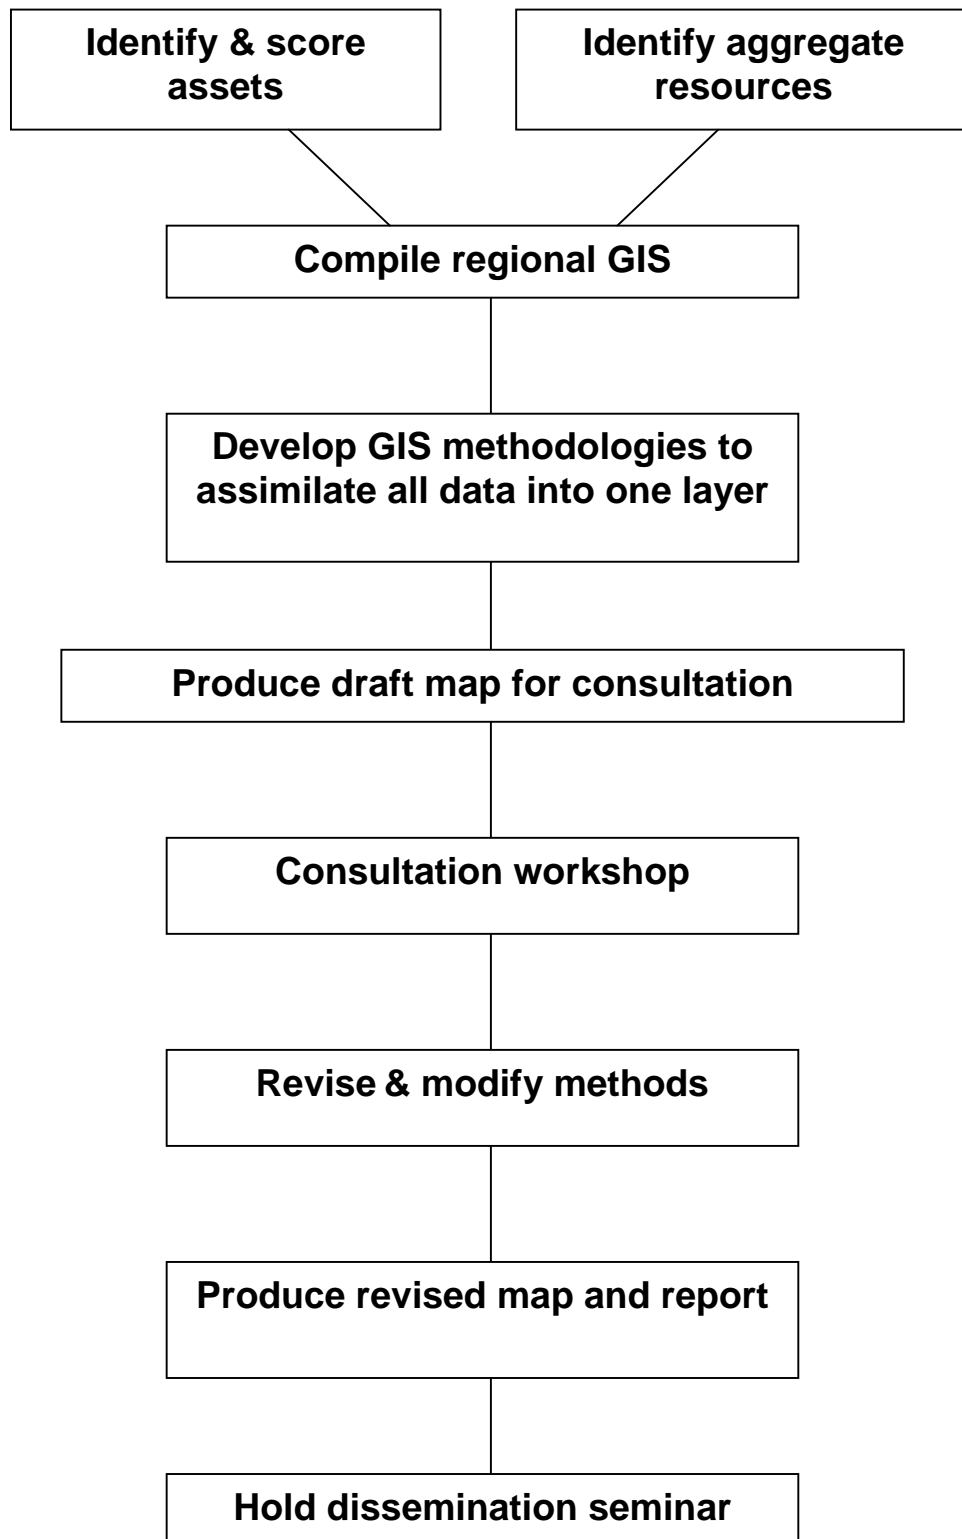 Identify & score
assets
Identify aggregate
resources
Compile regional GIS
Develop GIS methodologies to
assimilate all data into one layer
Produce draft map for consultation
Consultation workshop
Revise & modify methods
Produce revised map and report
Hold dissemination seminar